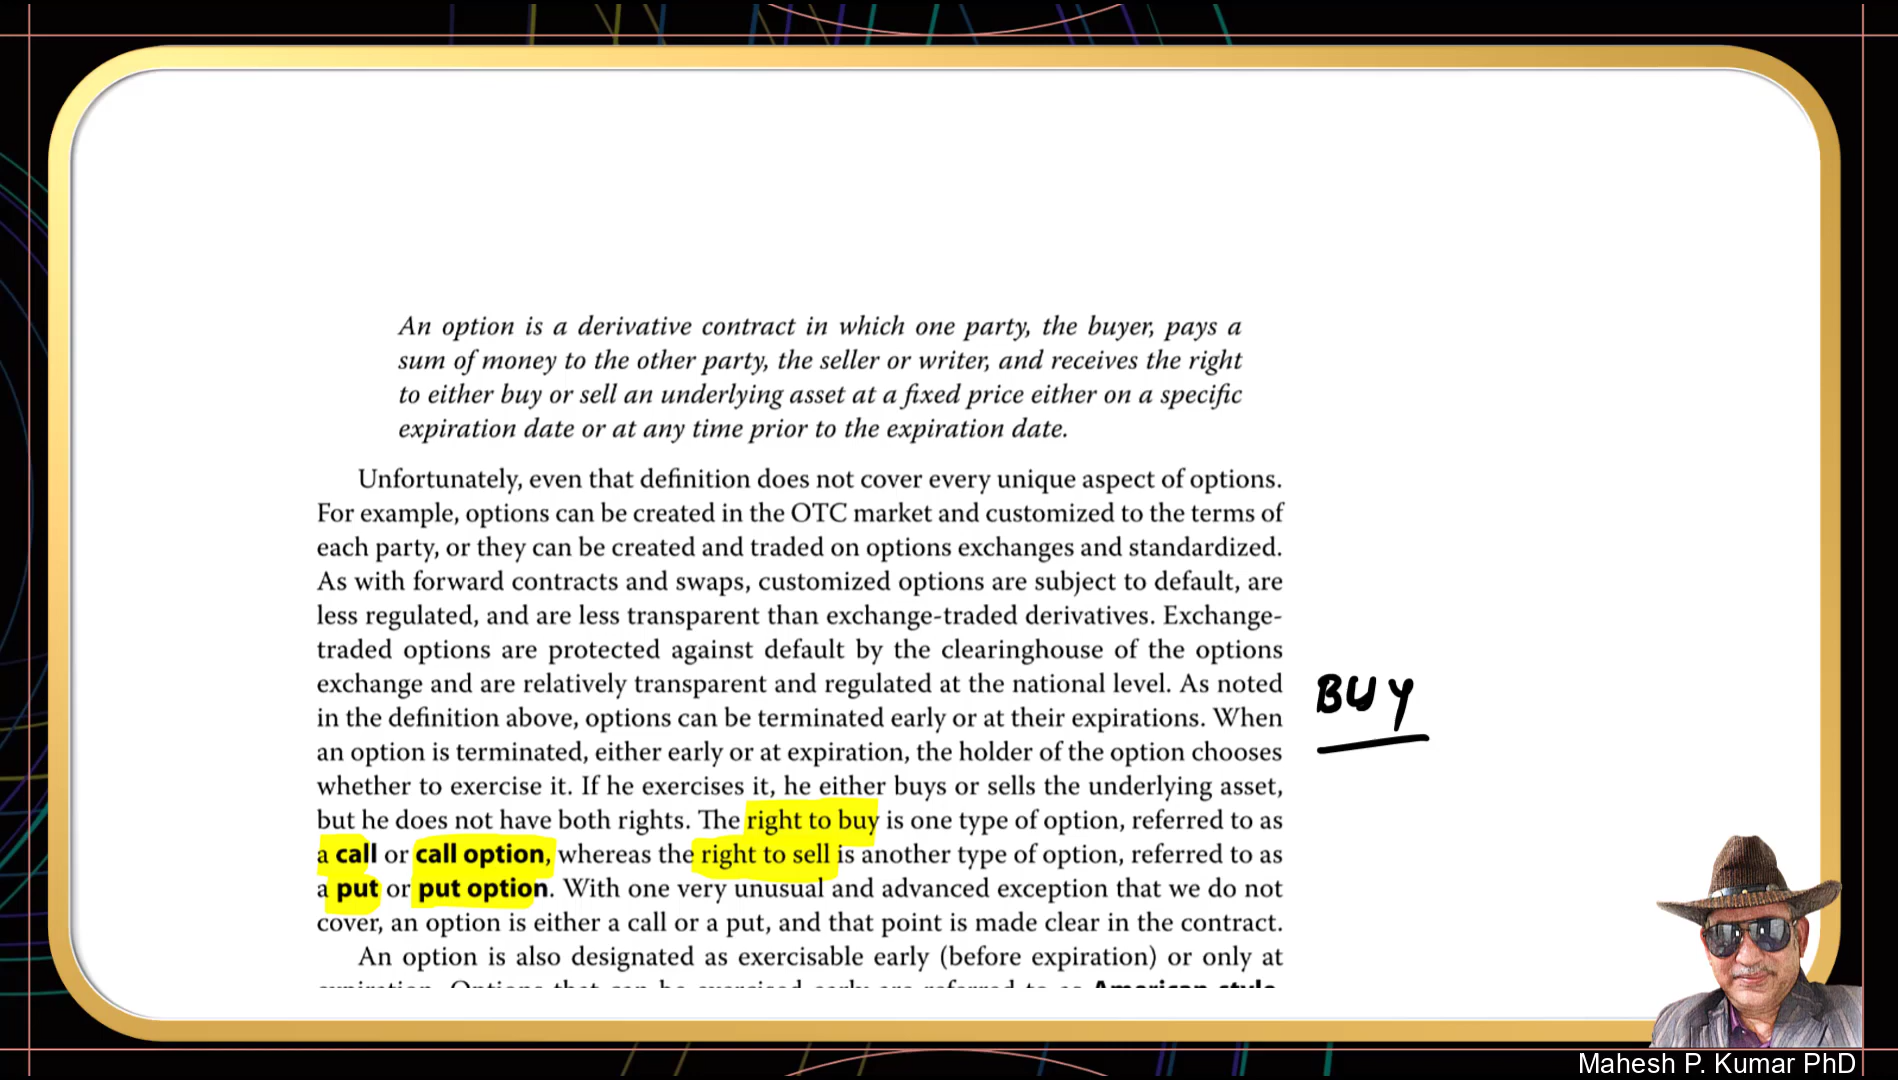 An option is a derivative contract in which one party, the buyer, pays a
sum of money to the other party, the seller or writer, and receives the right
to either buy or sell an underlying asset at a fixed price either on a specific
expiration date or at any time prior to the expiration date.
Unfortunately, even that definition does not cover every unique aspect of options.
For example, options can be created in the OTC market and customized to the terms of
each party, or they can be created and traded on options exchanges and standardized.
As with forward contracts and swaps, customized options are subject to default, are
less regulated, and are less transparent than exchange-traded derivatives. Exchange-
traded options are protected against default by the clearinghouse of the options
exchange and are relatively transparent and regulated at the national level. As noted
in the definition above, options can be terminated early or at their expirations. When
an option is terminated, either early or at expiration, the holder of the option chooses
whether to exercise it. If he exercises it, he either buys or sells the underlying asset,
but he does not have both rights. The right to buy is one type of option, referred to as
a call or call option, whereas the right to sell is another type of option, referred to as
a put or put option. With one very unusual and advanced exception that we do not
cover, an option is either a call or a put, and that point is made clear in the contract.
An option is also designated as exercisable early (before expiration) or only at
expiration. Options that can be exercised early are referred to as American-style
BUY
Mahesh P. Kumar PhD